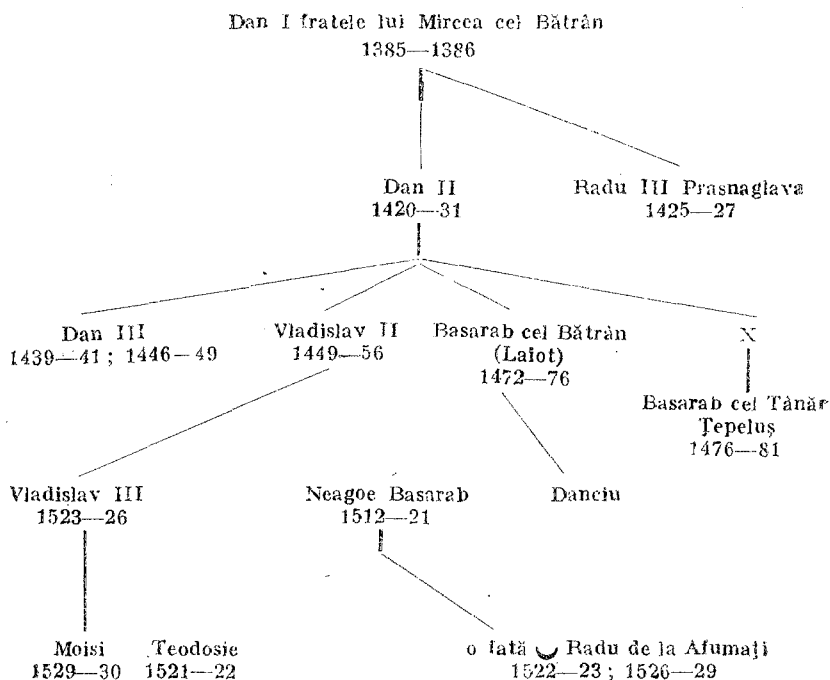 Dan I fratele lui Mircea cel Bătrân
1385—1386
Dan II Radu III Prasnaglava
1420—31 1425—27
Dan III Vladislav II Basarab cel Bătrân X
1439—41 ; 1446—49 1449—56 (Laiot)
1472—76
Basarab cel Tânăr
Ţepeluş
1476—81
Vladislav III Neagoe Basarab Danciu
1523—26 1512—21
Moisi Teodosie o fată Radu de la Afumaţi
1529—30 1521—22 1522—23 ; 1526—29